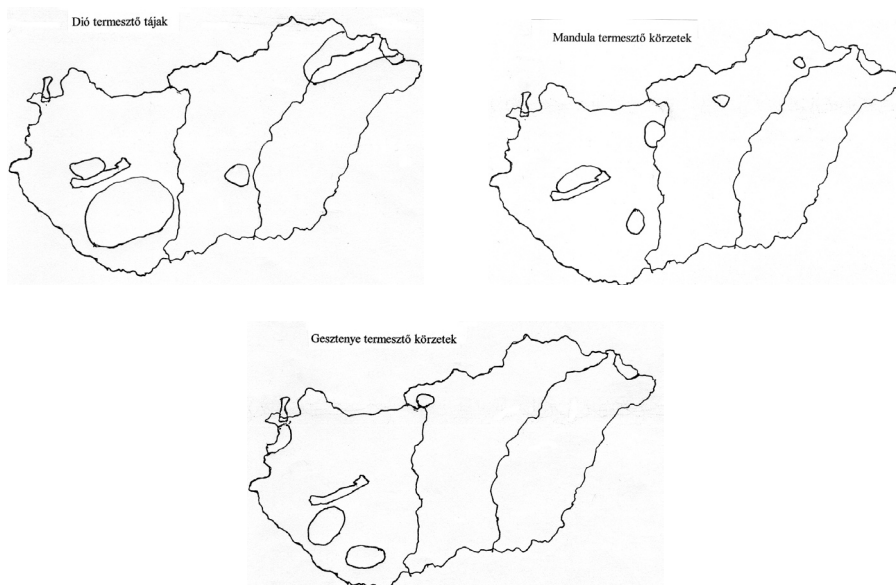 Dió termesztő tájak
Mandula termesztő körzetek
Gesztenye termesztő körzetek